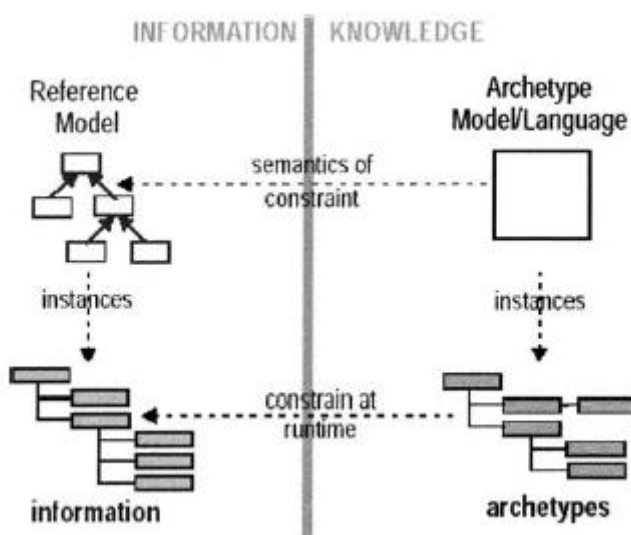 INFORMATION KNOWLEDGE
Reference
Model
Archetype
Model/Language
semantics of
constraint
instances
instances
constrain at
runtime
information
archetypes